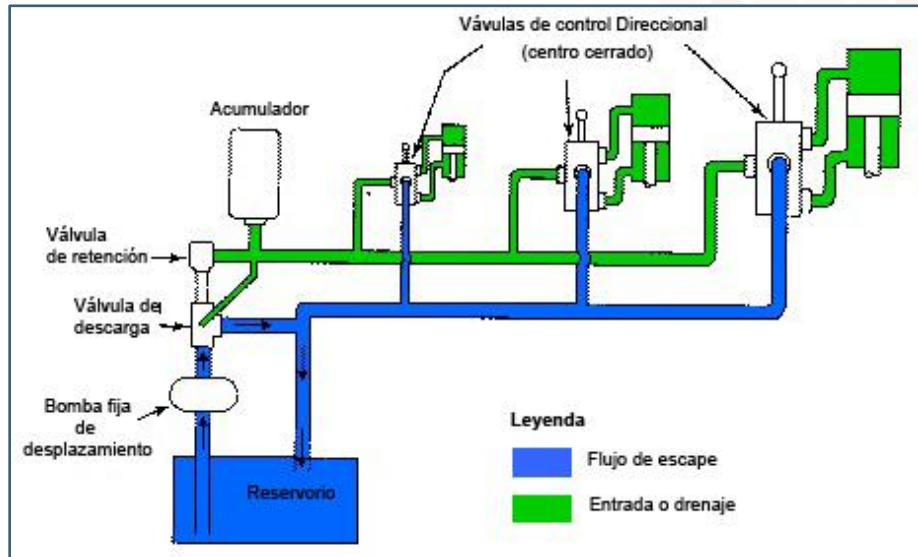 Vávulas de control Direccional
(centro cerrado)
Acumulador
Válvula
de retención
Válvula de
descarga
Bomba fija
de
desplazamiento
Reservorio
Leyenda
Flujo de escape
Entrada o drenaje